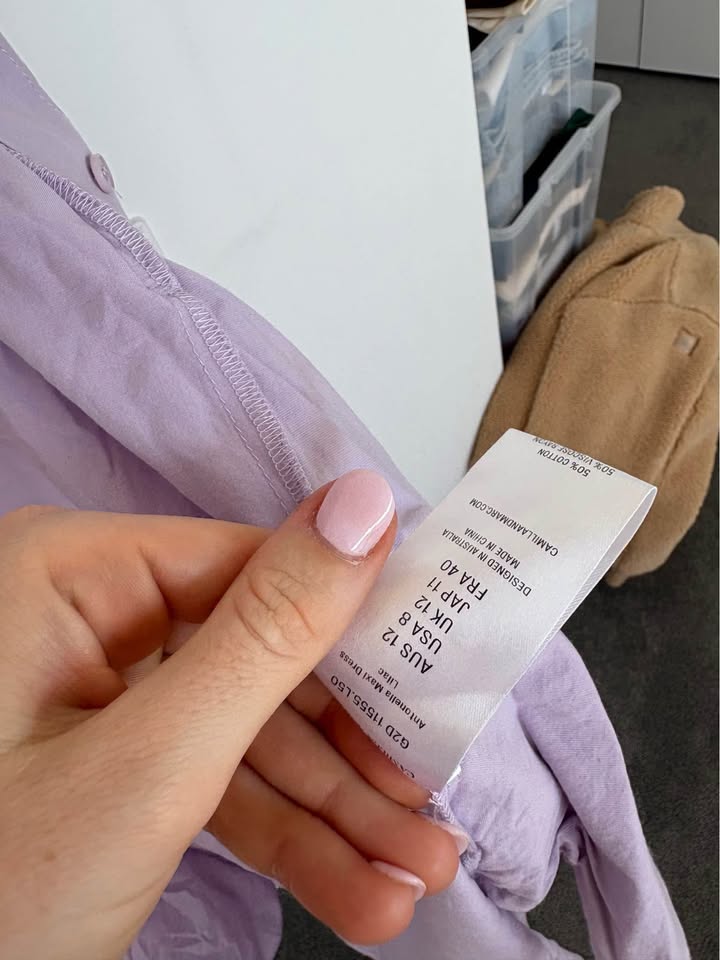 G2D 11555.L50
Antonella Maxi Dress
Lilac
AUS 12
USA 8
UK 12
JAP 11
FRA 40
DESIGNED IN AUSTRALIA
MADE IN CHINA
CAMILLAANDMARC.COM
50% COTTON
50% VISCOSE RAYON